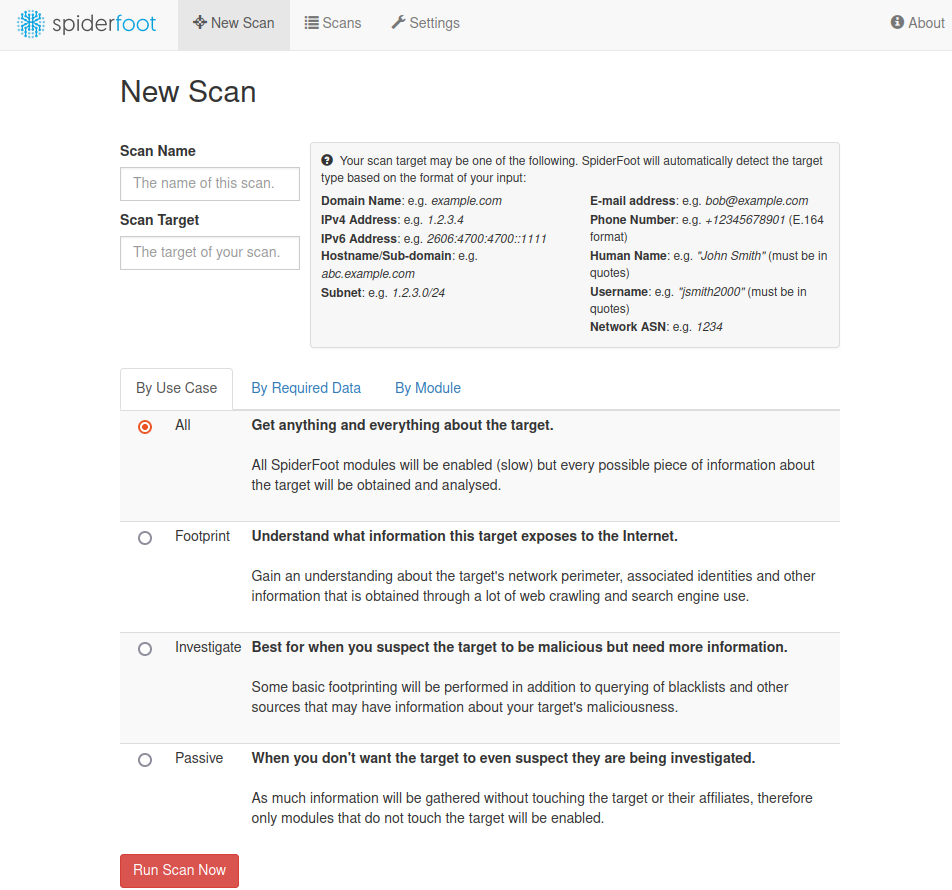 spiderfoot New Scan Scans Settings About
New Scan
Scan Name
The name of this scan.
Scan Target
The target of your scan.
Your scan target may be one of the following. SpiderFoot will automatically detect the target
type based on the format of your input:
Domain Name: e.g. example.com
IPv4 Address: e.g. 1.2.3.4
IPv6 Address: e.g. 2606:4700:4700::1111
Hostname/Sub-domain: e.g.
abc.example.com
Subnet: e.g. 1.2.3.0/24
E-mail address: e.g. bob@example.com
Phone Number: e.g. +12345678901 (E.164
format)
Human Name: e.g. "John Smith" (must be in
quotes)
Username: e.g. "jsmith2000" (must be in
quotes)
Network ASN: e.g. 1234
By Use Case By Required Data By Module
All Get anything and everything about the target.
All SpiderFoot modules will be enabled (slow) but every possible piece of information about
the target will be obtained and analysed.
Footprint Understand what information this target exposes to the Internet.
Gain an understanding about the target's network perimeter, associated identities and other
information that is obtained through a lot of web crawling and search engine use.
Investigate Best for when you suspect the target to be malicious but need more information.
Some basic footprinting will be performed in addition to querying of blacklists and other
sources that may have information about your target's maliciousness.
Passive When you don't want the target to even suspect they are being investigated.
As much information will be gathered without touching the target or their affiliates, therefore
only modules that do not touch the target will be enabled.
Run Scan Now